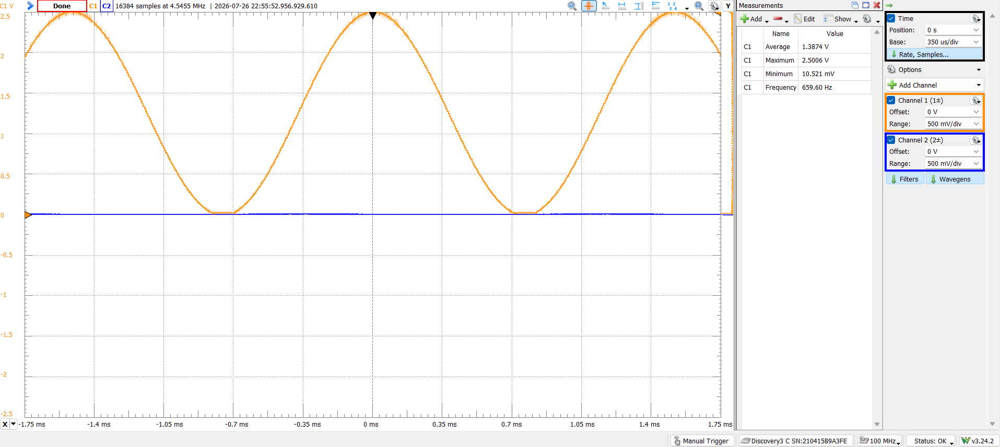 C1 V Done C1 C2 16384 samples at 4.5455 MHz | 2026-07-26 22:55:52.956.929.610 1 2 3 4 Y
2.5
2
1.5
1
0.5
0
-0.5
-1
-1.5
-2
-2.5
X -1.75 ms -1.4 ms -1.05 ms -0.7 ms -0.35 ms 0 ms 0.35 ms 0.7 ms 1.05 ms 1.4 ms 1.75 ms
Measurements
Add Edit Show
Name Value
C1 Average 1.3874 V
C1 Maximum 2.5006 V
C1 Minimum 10.521 mV
C1 Frequency 659.60 Hz
Time
Position: 0 s
Base: 350 us/div
Rate, Samples...
Options
Add Channel
Channel 1 (1±)
Offset: 0 V
Range: 500 mV/div
Channel 2 (2±)
Offset: 0 V
Range: 500 mV/div
Filters Wavegens
Manual Trigger Discovery3 C SN:210415B9A3FE 100 MHz Status: OK v3.24.2